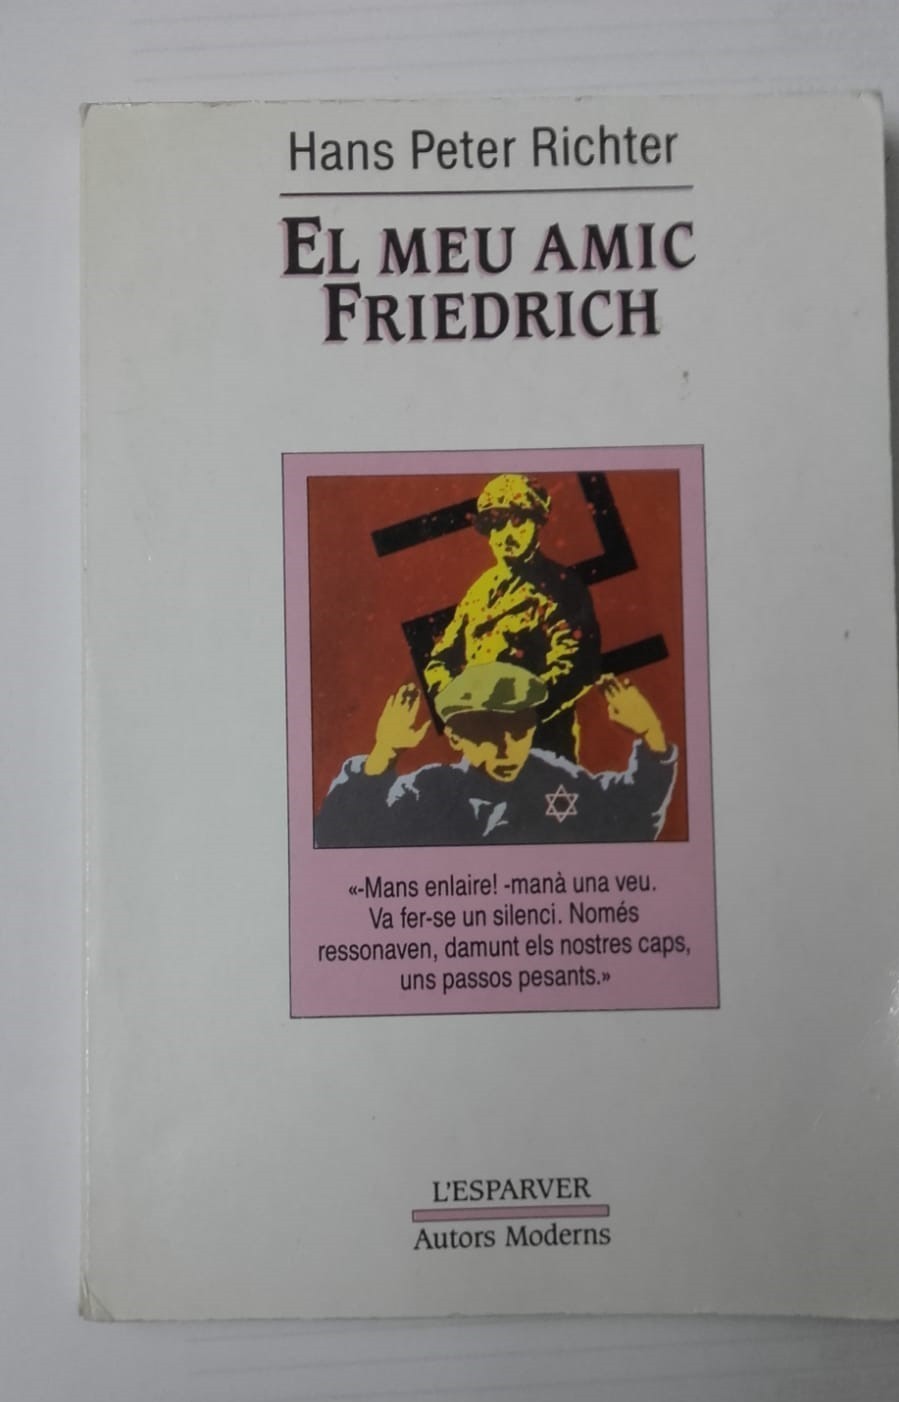 Hans Peter Richter
EL MEU AMIC
FRIEDRICH
«-Mans enlaire! -manà una veu.
Va fer-se un silenci. Només
ressonaven, damunt els nostres caps,
uns passos pesants.»
L'ESPARVER
Autors Moderns